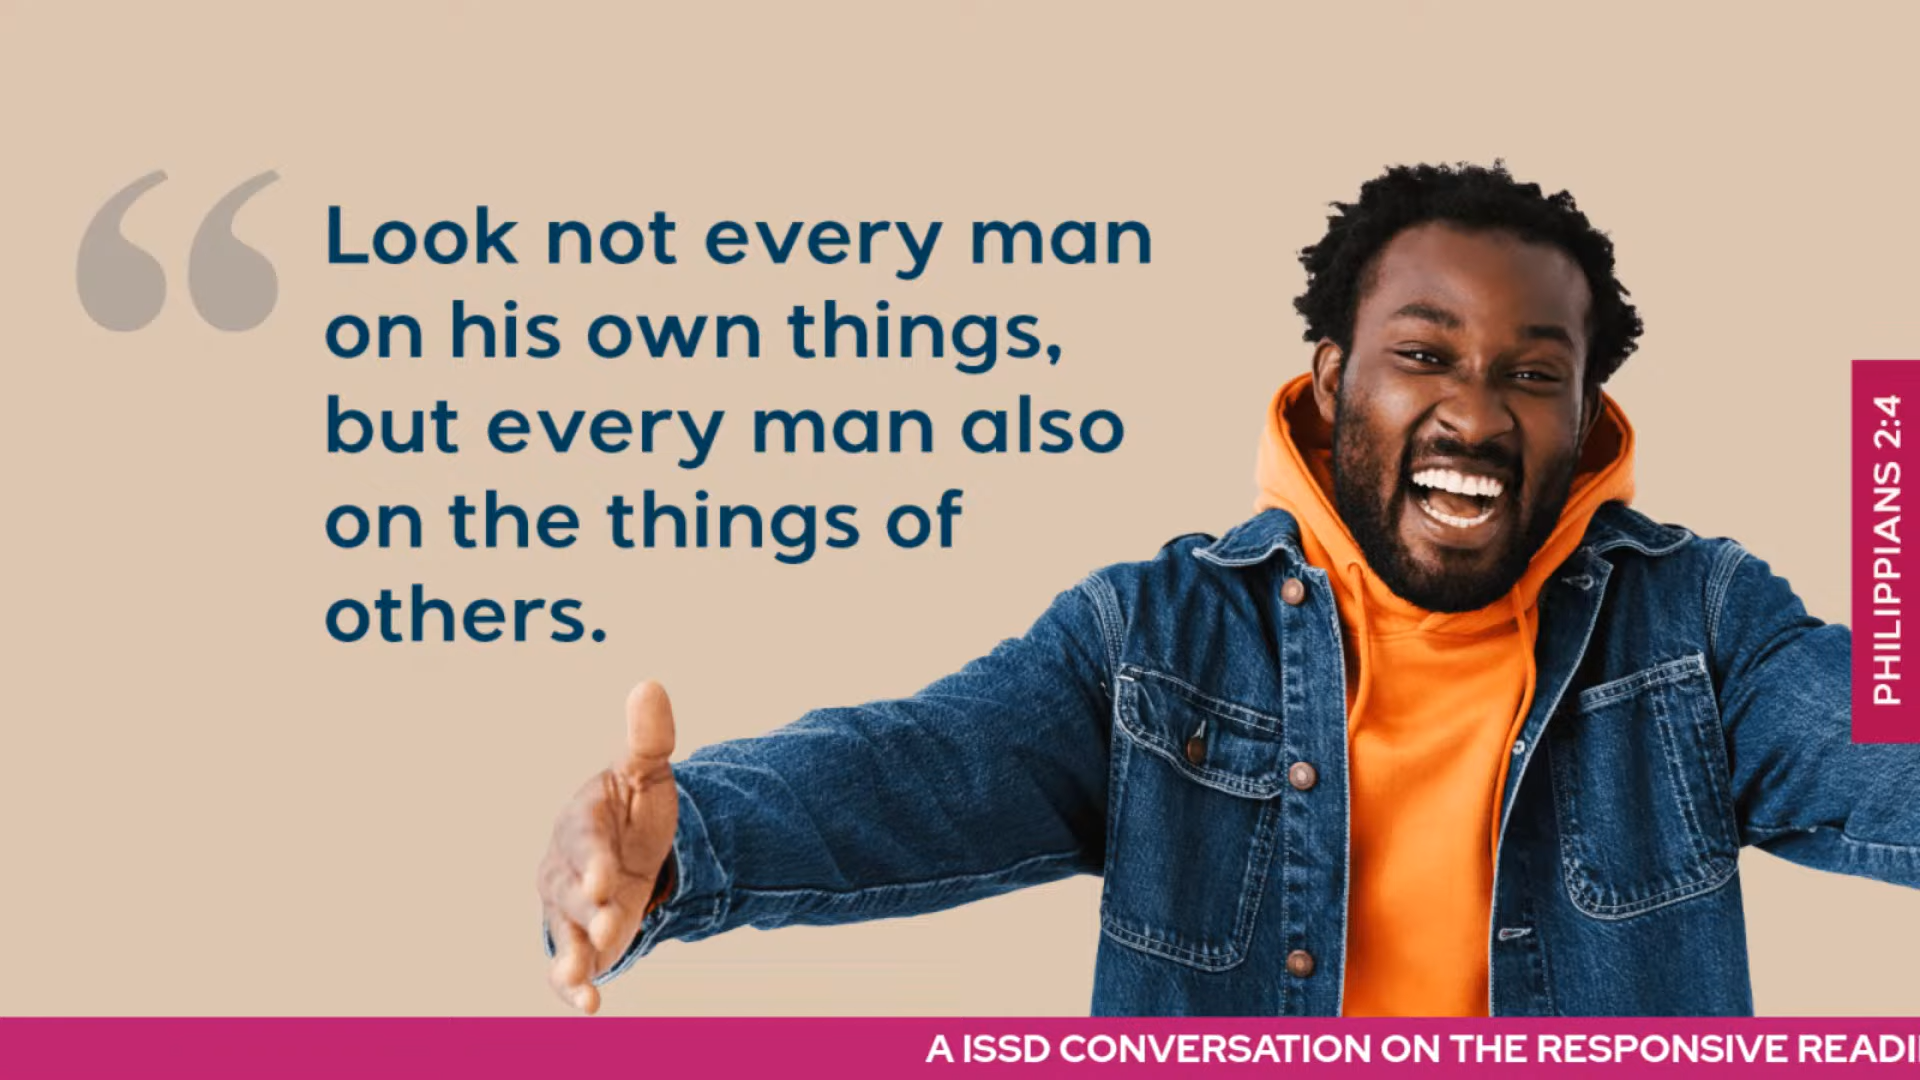 Look not every man
on his own things,
but every man also
on the things of
others.
PHILIPPIANS 2:4
A ISSD CONVERSATION ON THE RESPONSIVE READI